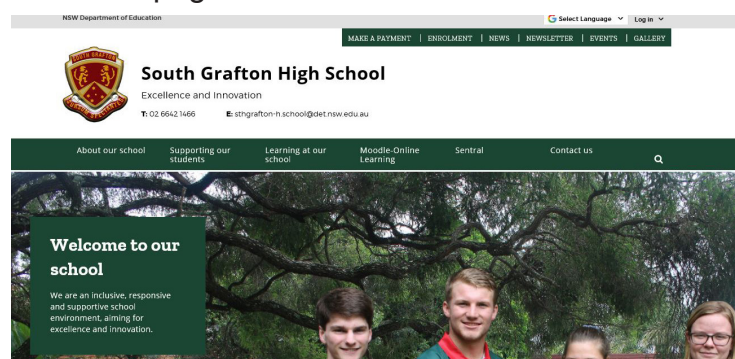 NSW Department of Education
Select Language
Log in
MAKE A PAYMENT | ENROLMENT | NEWS | NEWSLETTER | EVENTS | GALLERY
SOUTH GRAFTON
South Grafton High School
Excellence and Innovation
T: 02 6642 1466 E: sthgrafton-h.school@det.nsw.edu.au
About our school
Supporting our
students
Learning at our
school
Moodle-Online
Learning
Sentral
Contact us
Welcome to our
school
We are an inclusive, responsive
and supportive school
environment, aiming for
excellence and innovation.